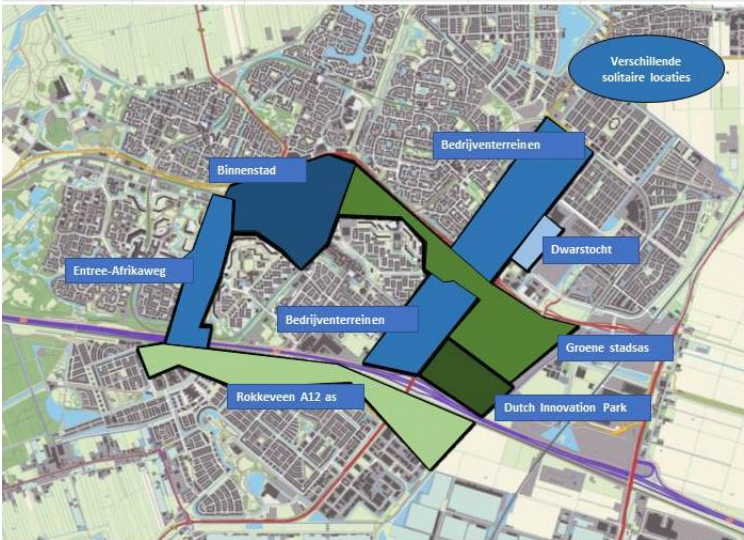 Verschillende
solitaire locaties
Bedrijventerreinen
Binnenstad
Dwarstocht
Entree-Afrikaweg
Bedrijventerreinen
Groene stadsas
Rokkeveen A12 as
Dutch Innovation Park